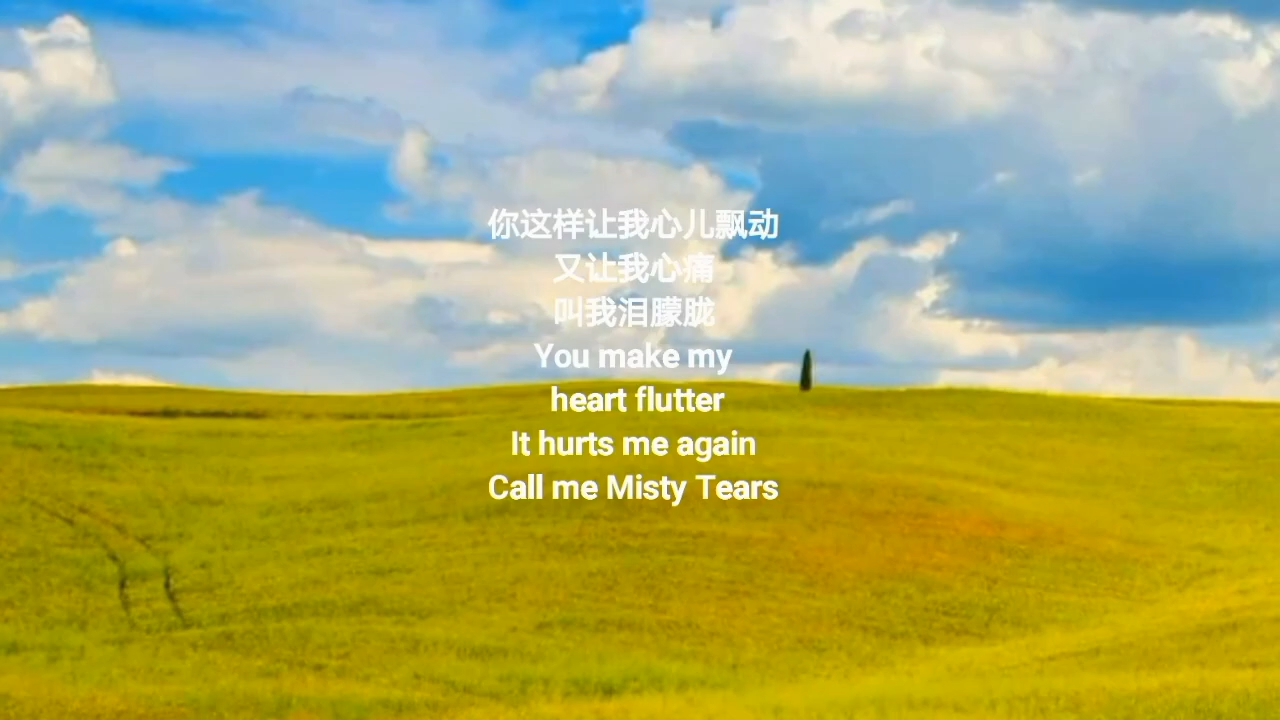 你这样让我心儿飘动
又让我心痛
叫我泪朦胧
You make my
heart flutter
It hurts me again
Call me Misty Tears